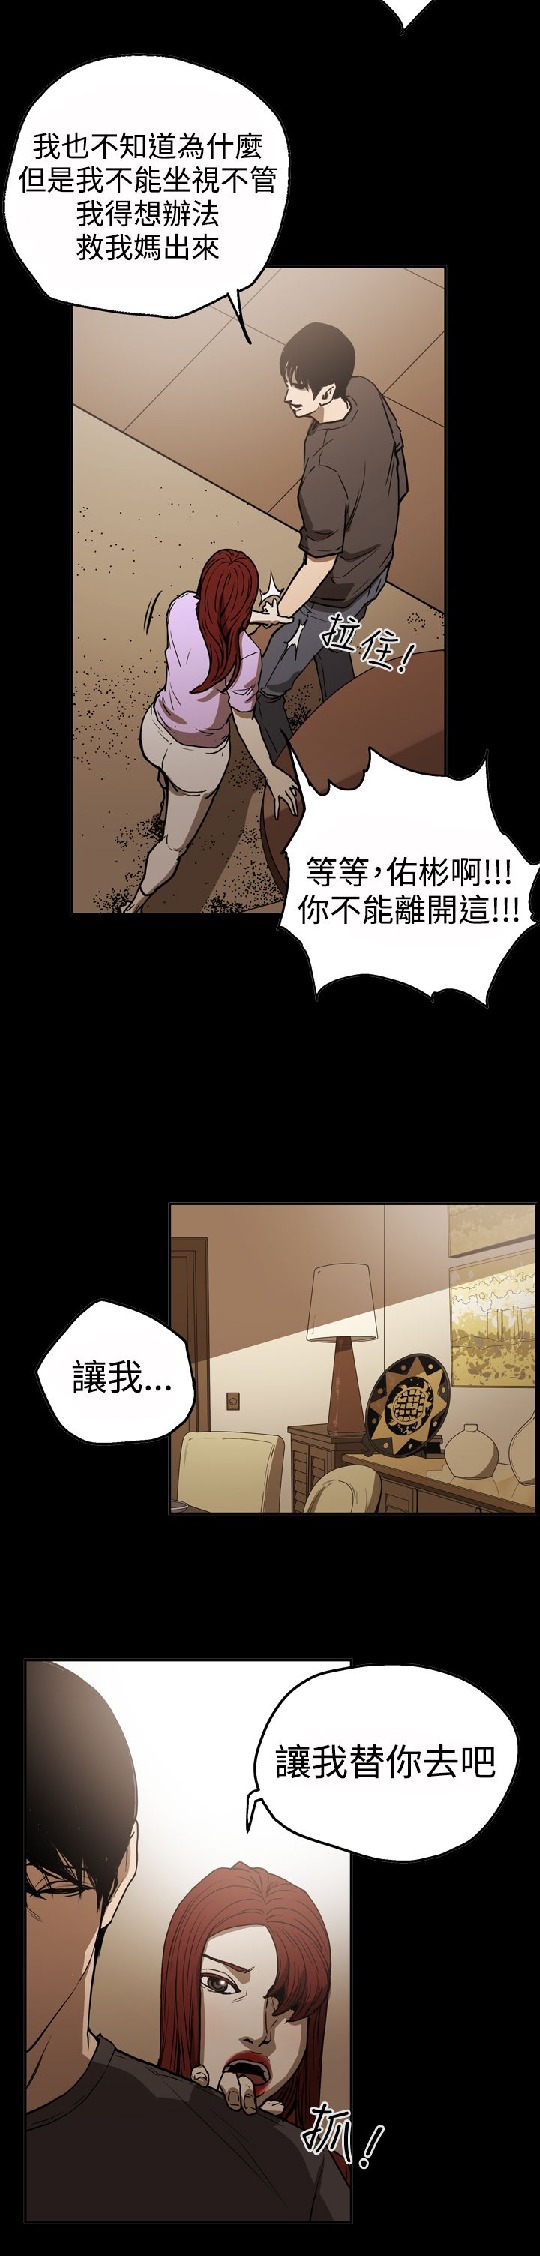 我也不知道為什麼
但是我不能坐視不管
我得想辦法
救我媽出來
拉住!
等等,佑彬啊!!!
你不能離開這!!!
讓我...
讓我替你去吧
抓!